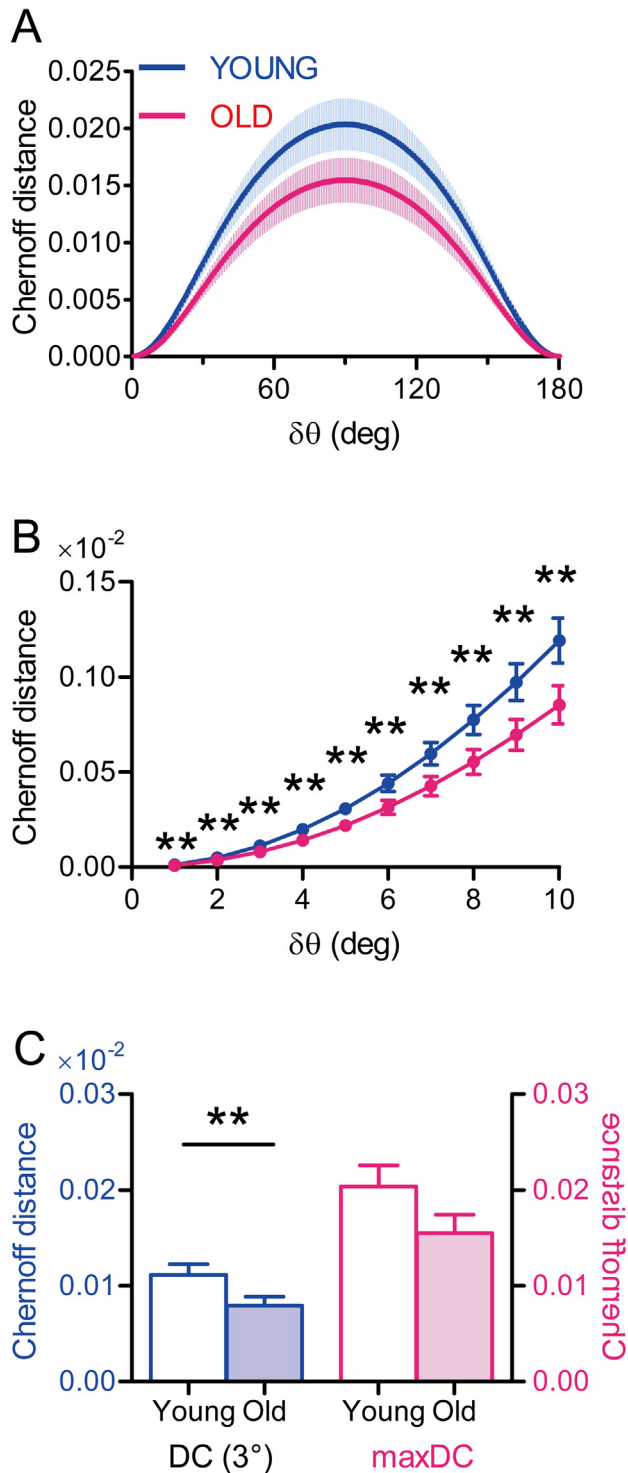 A
YOUNG
OLD
Chernoff distance
0.025
0.020
0.015
0.010
0.005
0.000
0 60 120 180
δθ (deg)
B
×10-2
Chernoff distance
0.15
0.10
0.05
0.00
** ** ** ** ** ** ** ** ** **
0 2 4 6 8 10
δθ (deg)
C
×10-2
Chernoff distance
0.03
0.02
0.01
0.00
**
0.03
0.02
0.01
0.00
Chernoff distance
Young Old Young Old
DC (3°) maxDC